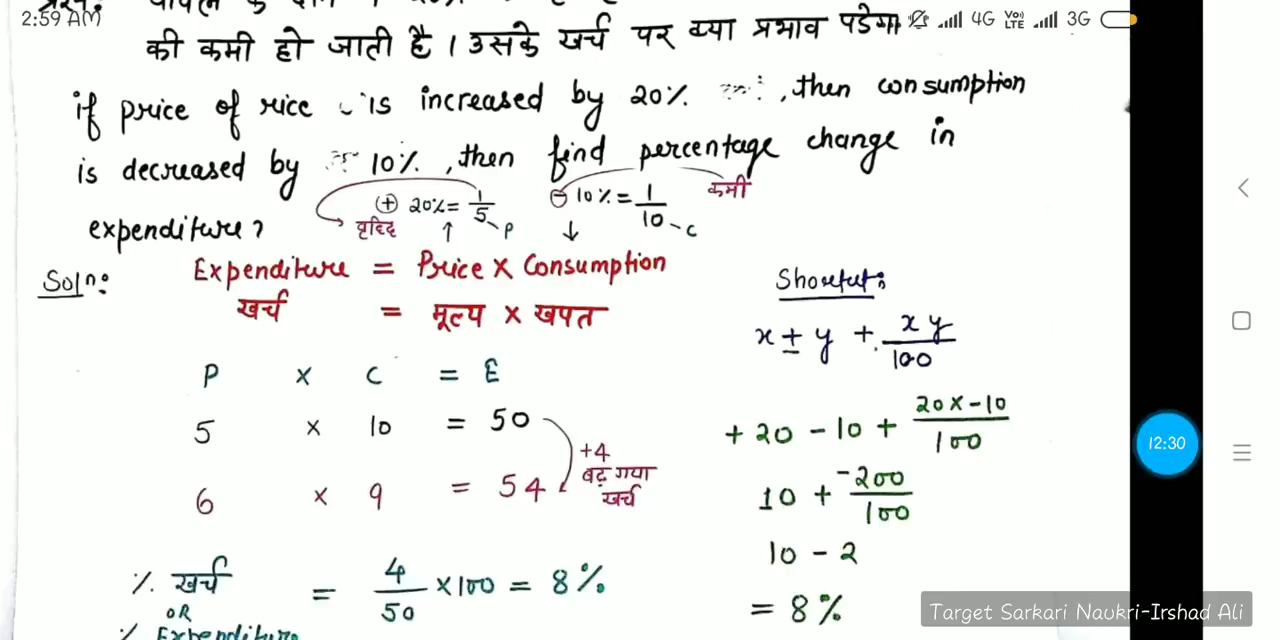 2:59 AM
4G VoLTE 3G
की कमी हो जाती है । उसके खर्च पर क्या प्रभाव पडेगा
if price of rice is increased by 20% , then consumption
is decreased by 10% , then find percentage change in
expenditure?
(+) 20% = 1/5 - P
वृद्दि ↑
(-) 10% = 1/10 - C
कमी ↓
Soln:
Expenditure = Price × Consumption
खर्च = मूल्य × खपत
P × C = E
5 × 10 = 50
6 × 9 = 54
+4
बढ़ गया
खर्च
% खर्च = 4/50 × 100 = 8%
OR
% Expenditure
x ± y + xy/100
+ 20 - 10 + 20 x - 10/100
10 + -200/100
10 - 2
= 8%
12:30
Target Sarkari Naukri-Irshad Ali